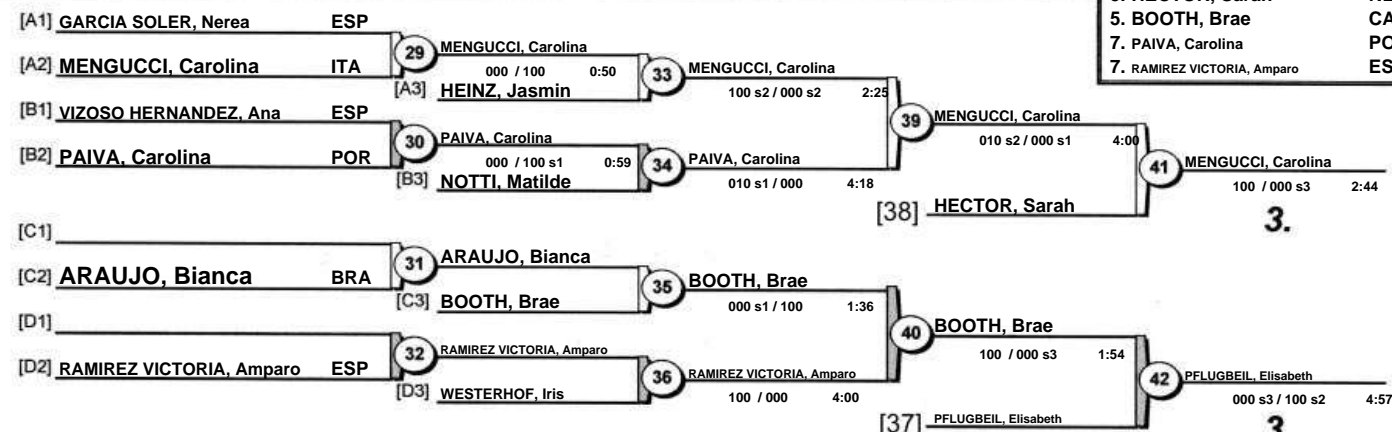 5. BOOTH, Brae CA
7. PAIVA, Carolina PO
7. RAMIREZ VICTORIA, Amparo ES
[A1] GARCIA SOLER, Nerea ESP
[A2] MENGUCCI, Carolina ITA
29 MENGUCCI, Carolina
000 / 100 0:50
[A3] HEINZ, Jasmin
33 MENGUCCI, Carolina
100 s2 / 000 s2 2:25
[B1] VIZOSO HERNANDEZ, Ana ESP
[B2] PAIVA, Carolina POR
30 PAIVA, Carolina
000 / 100 s1 0:59
[B3] NOTTI, Matilde
34 PAIVA, Carolina
010 s1 / 000 4:18
39 MENGUCCI, Carolina
010 s2 / 000 s1 4:00
[38] HECTOR, Sarah
41 MENGUCCI, Carolina
100 / 000 s3 2:44
3.
[C1]
[C2] ARAUJO, Bianca BRA
31 ARAUJO, Bianca
[C3] BOOTH, Brae
35 BOOTH, Brae
000 s1 / 100 1:36
[D1]
[D2] RAMIREZ VICTORIA, Amparo ESP
32 RAMIREZ VICTORIA, Amparo
[D3] WESTERHOF, Iris
36 RAMIREZ VICTORIA, Amparo
100 / 000 4:00
40 BOOTH, Brae
100 / 000 s3 1:54
[37] PFLUGBEIL, Elisabeth
42 PFLUGBEIL, Elisabeth
000 s3 / 100 s2 4:57
3